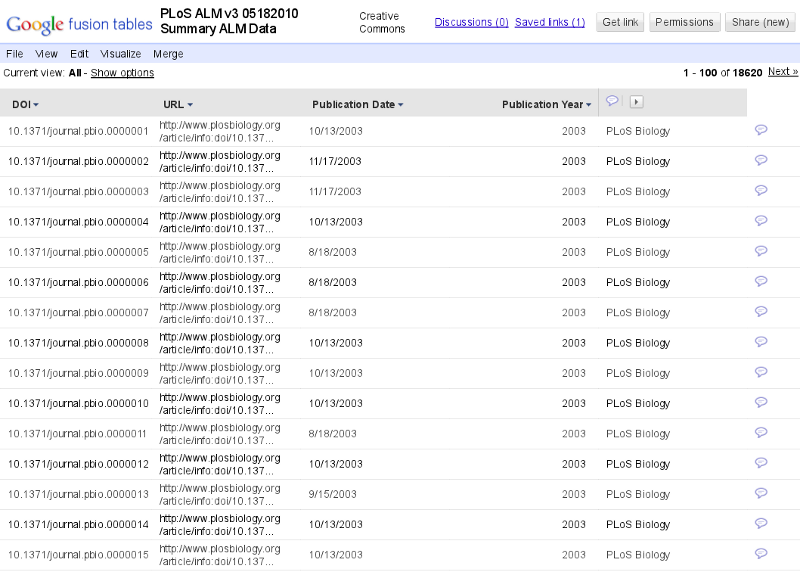 Google fusion tables
PLoS ALM v3 05182010
Summary ALM Data
Creative
Commons
Discussions (0) Saved links (1) Get link Permissions Share (new)
File View Edit Visualize Merge
Current view: All - Show options 1 - 100 of 18620 Next »
DOI URL Publication Date Publication Year
10.1371/journal.pbio.0000001 http://www.plosbiology.org
/article/info:doi/10.137... 10/13/2003 2003 PLoS Biology
10.1371/journal.pbio.0000002 http://www.plosbiology.org
/article/info:doi/10.137... 11/17/2003 2003 PLoS Biology
10.1371/journal.pbio.0000003 http://www.plosbiology.org
/article/info:doi/10.137... 11/17/2003 2003 PLoS Biology
10.1371/journal.pbio.0000004 http://www.plosbiology.org
/article/info:doi/10.137... 10/13/2003 2003 PLoS Biology
10.1371/journal.pbio.0000005 http://www.plosbiology.org
/article/info:doi/10.137... 8/18/2003 2003 PLoS Biology
10.1371/journal.pbio.0000006 http://www.plosbiology.org
/article/info:doi/10.137... 8/18/2003 2003 PLoS Biology
10.1371/journal.pbio.0000007 http://www.plosbiology.org
/article/info:doi/10.137... 8/18/2003 2003 PLoS Biology
10.1371/journal.pbio.0000008 http://www.plosbiology.org
/article/info:doi/10.137... 10/13/2003 2003 PLoS Biology
10.1371/journal.pbio.0000009 http://www.plosbiology.org
/article/info:doi/10.137... 10/13/2003 2003 PLoS Biology
10.1371/journal.pbio.0000010 http://www.plosbiology.org
/article/info:doi/10.137... 10/13/2003 2003 PLoS Biology
10.1371/journal.pbio.0000011 http://www.plosbiology.org
/article/info:doi/10.137... 8/18/2003 2003 PLoS Biology
10.1371/journal.pbio.0000012 http://www.plosbiology.org
/article/info:doi/10.137... 10/13/2003 2003 PLoS Biology
10.1371/journal.pbio.0000013 http://www.plosbiology.org
/article/info:doi/10.137... 9/15/2003 2003 PLoS Biology
10.1371/journal.pbio.0000014 http://www.plosbiology.org
/article/info:doi/10.137... 10/13/2003 2003 PLoS Biology
10.1371/journal.pbio.0000015 http://www.plosbiology.org
/article/info:doi/10.137... 10/13/2003 2003 PLoS Biology